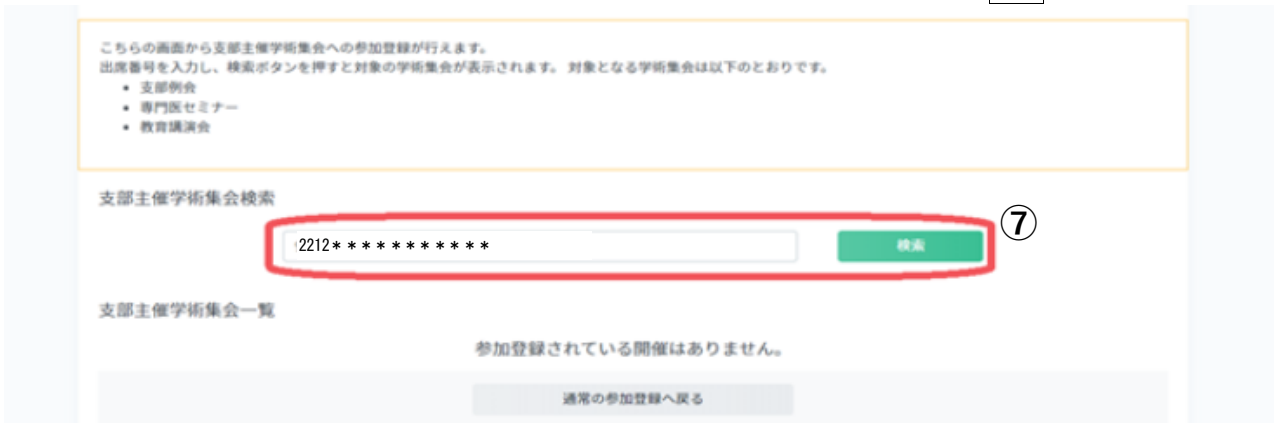 こちらの画面から支部主催学術集会への参加登録が行えます。
出席番号を入力し、検索ボタンを押すと対象の学術集会が表示されます。 対象となる学術集会は以下のとおりです。
• 支部例会
• 専門医セミナー
• 教育講演会
支部主催学術集会検索
⑦
2212***********
検索
支部主催学術集会一覧
参加登録されている開催はありません。
通常の参加登録へ戻る